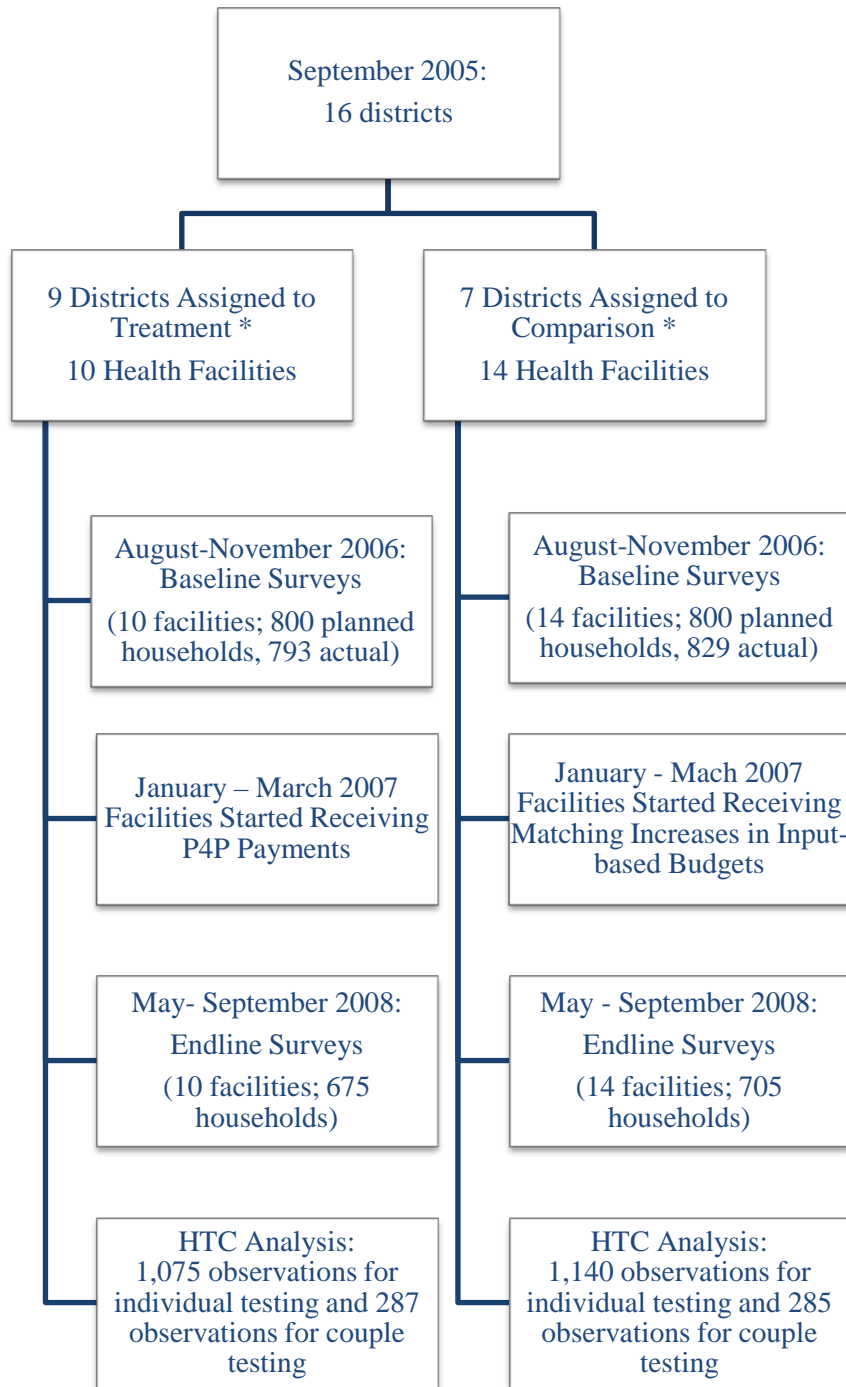 September 2005:
16 districts
9 Districts Assigned to
Treatment *
10 Health Facilities
7 Districts Assigned to
Comparison *
14 Health Facilities
August-November 2006:
Baseline Surveys
(10 facilities; 800 planned
households, 793 actual)
August-November 2006:
Baseline Surveys
(14 facilities; 800 planned
households, 829 actual)
January – March 2007
Facilities Started Receiving
P4P Payments
January - Mach 2007
Facilities Started Receiving
Matching Increases in Input-
based Budgets
May- September 2008:
Endline Surveys
(10 facilities; 675
households)
May - September 2008:
Endline Surveys
(14 facilities; 705
households)
HTC Analysis:
1,075 observations for
individual testing and 287
observations for couple
testing
HTC Analysis:
1,140 observations for
individual testing and 285
observations for couple
testing